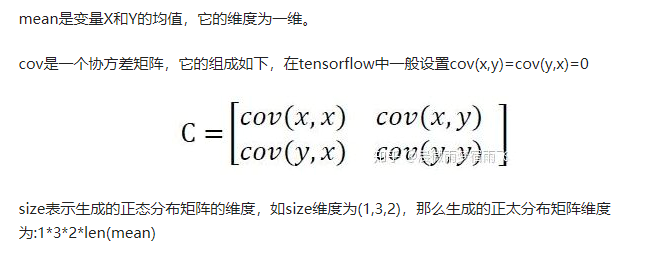 mean是变量X和Y的均值，它的维度为一维。
cov是一个协方差矩阵，它的组成如下，在tensorflow中一般设置cov(x,y)=cov(y,x)=0
C = [cov(x, x) cov(x, y)
cov(y, x) cov(y, y)]
知乎
size表示生成的正态分布矩阵的维度，如size维度为(1,3,2)，那么生成的正太分布矩阵维度
为:1*3*2*len(mean)